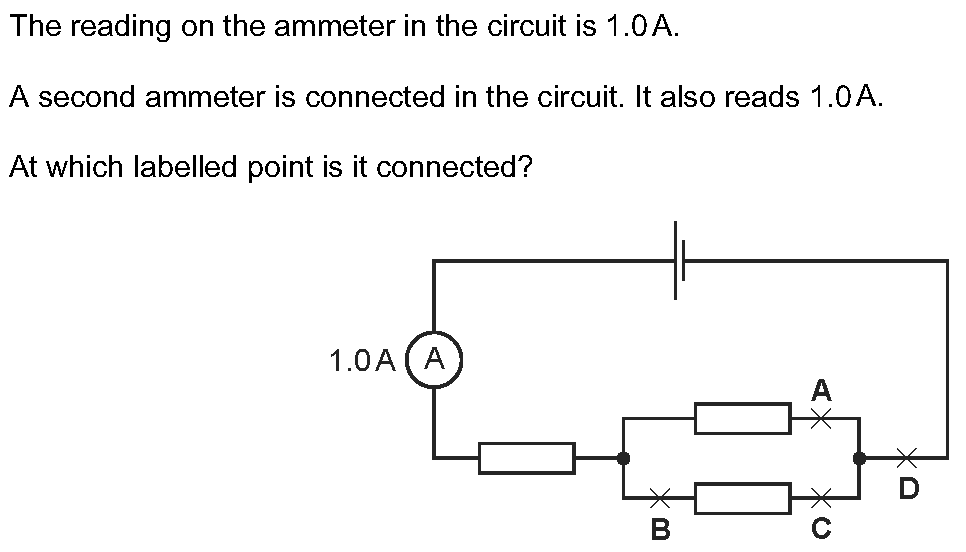 The reading on the ammeter in the circuit is 1.0 A.
A second ammeter is connected in the circuit. It also reads 1.0 A.
At which labelled point is it connected?
1.0 A A
A
D
B C